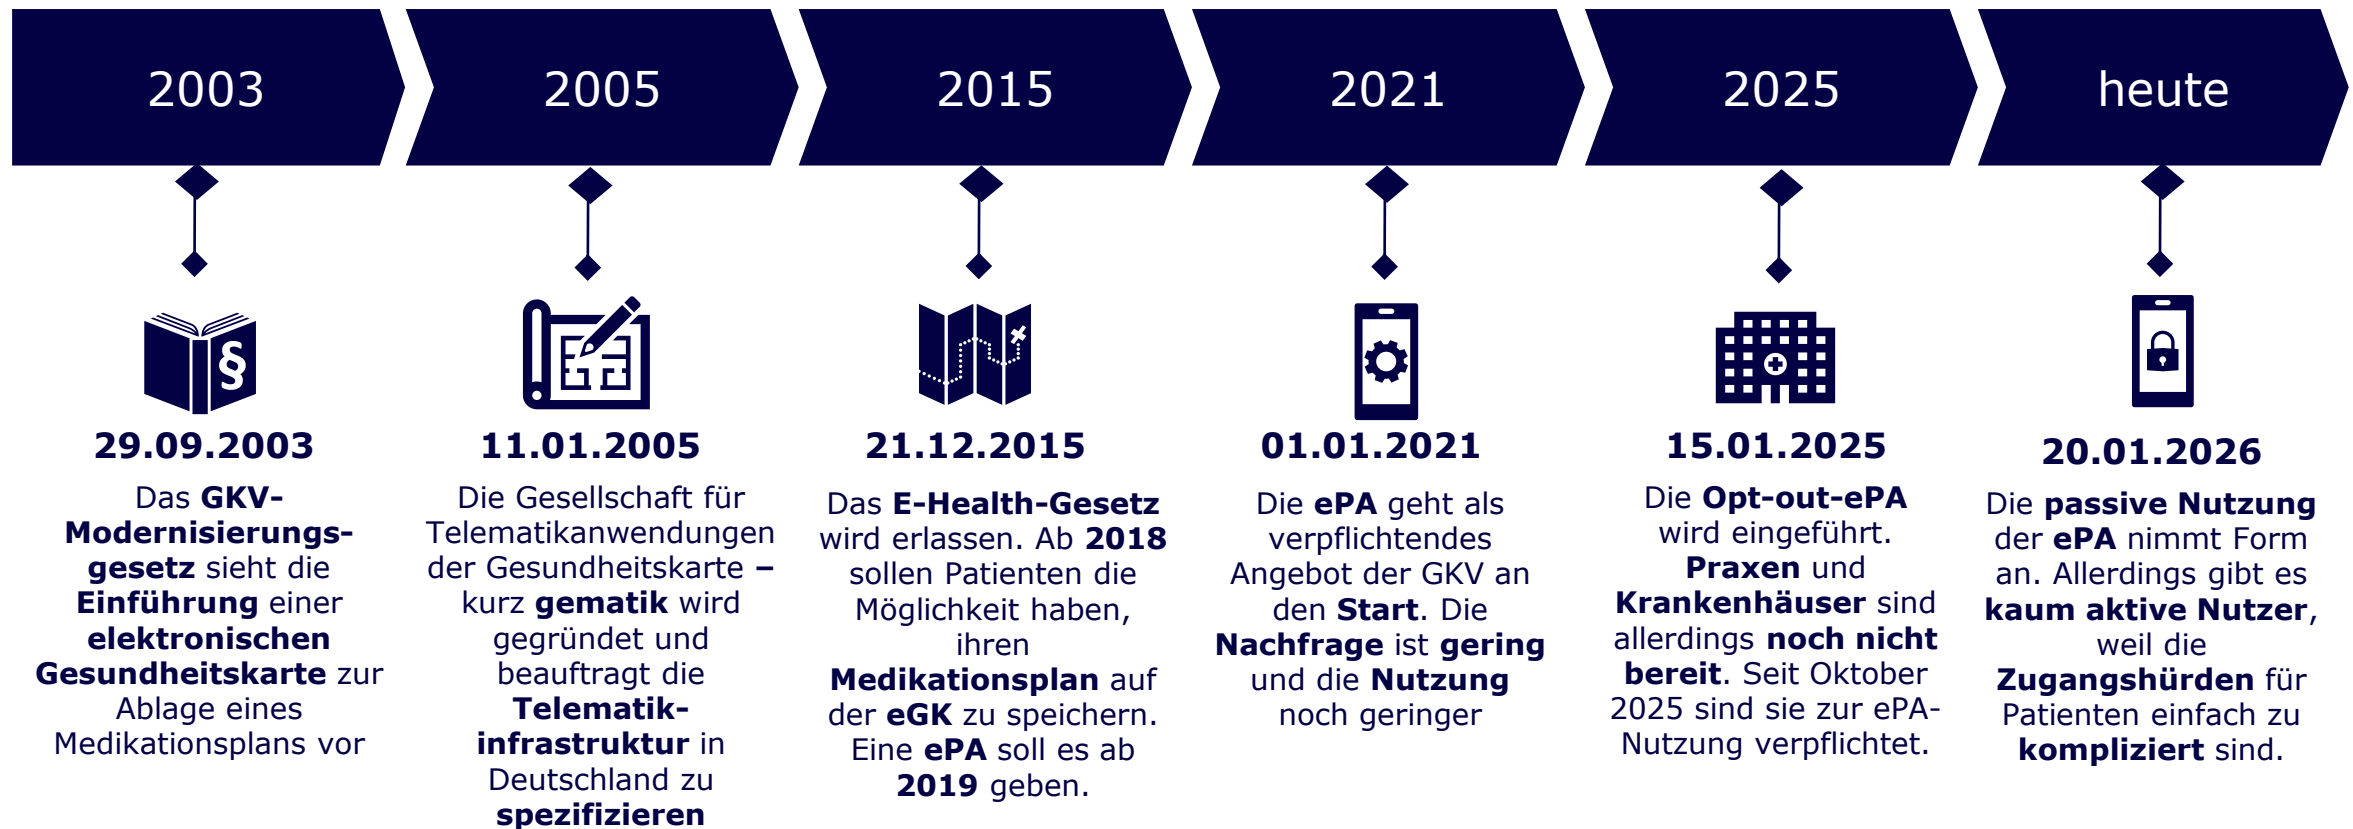 2003
2005
2015
2021
2025
heute
§
29.09.2003
Das GKV-
Modernisierungs-
gesetz sieht die
Einführung einer
elektronischen
Gesundheitskarte zur
Ablage eines
Medikationsplans vor
11.01.2005
Die Gesellschaft für
Telematikanwendungen
der Gesundheitskarte –
kurz gematik wird
gegründet und
beauftragt die
Telematik-
infrastruktur in
Deutschland zu
spezifizieren
21.12.2015
Das E-Health-Gesetz
wird erlassen. Ab 2018
sollen Patienten die
Möglichkeit haben,
ihren
Medikationsplan auf
der eGK zu speichern.
Eine ePA soll es ab
2019 geben.
01.01.2021
Die ePA geht als
verpflichtendes
Angebot der GKV an
den Start. Die
Nachfrage ist gering
und die Nutzung
noch geringer
15.01.2025
Die Opt-out-ePA
wird eingeführt.
Praxen und
Krankenhäuser sind
allerdings noch nicht
bereit. Seit Oktober
2025 sind sie zur ePA-
Nutzung verpflichtet.
20.01.2026
Die passive Nutzung
der ePA nimmt Form
an. Allerdings gibt es
kaum aktive Nutzer,
weil die
Zugangshürden für
Patienten einfach zu
kompliziert sind.